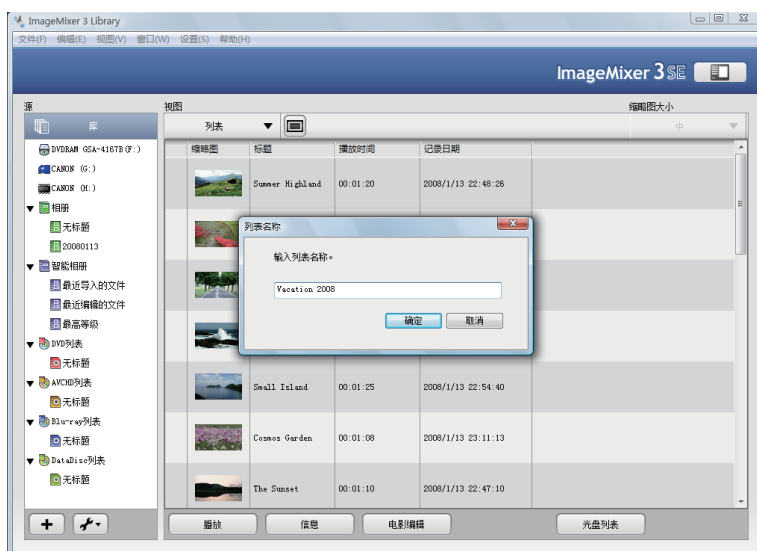 ImageMixer 3 Library
文件(F) 编辑(E) 视图(V) 窗口(W) 设置(S) 帮助(H)
ImageMixer 3 SE
源
视图
缩略图大小
库
列表
中
缩略图 标题 播放时间 记录日期
DVDRAM GSA-4167B (F:)
CANON (G:)
CANON (H:)
相册
无标题
20080113
智能相册
最近导入的文件
最近编辑的文件
最高等级
DVD列表
无标题
AVCHD列表
无标题
Blu-ray列表
无标题
DataDisc列表
无标题
Summer Highland 00:01:20 2008/1/13 22:48:26
列表名称
输入列表名称。
Vacation 2008
确定 取消
Small Island 00:01:25 2008/1/13 22:54:40
Cosmos Garden 00:01:08 2008/1/13 23:11:13
The Sunset 00:01:10 2008/1/13 22:47:10
播放 信息 电影编辑 光盘列表